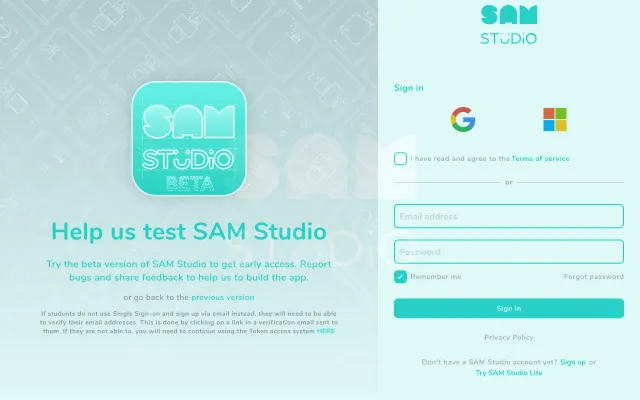 SAM
STUDIO
BETA
Help us test SAM Studio
Try the beta version of SAM Studio to get early access. Report
bugs and share feedback to help us to build the app.
or go back to the previous version
If students do not use Single Sign-on and sign up via email instead, they will need to be able
to verify their email addresses. This is done by clicking on a link in a verification email sent to
them. If they are not able to, you will need to continue using the Token access system HERE
SAM
STUDIO
SAM
STUDIO
Sign in
I have read and agree to the Terms of service
or
Email address
Password
Remember me
Forgot password
Sign in
Privacy Policy
Don't have a SAM Studio account yet? Sign up or
Try SAM Studio Lite